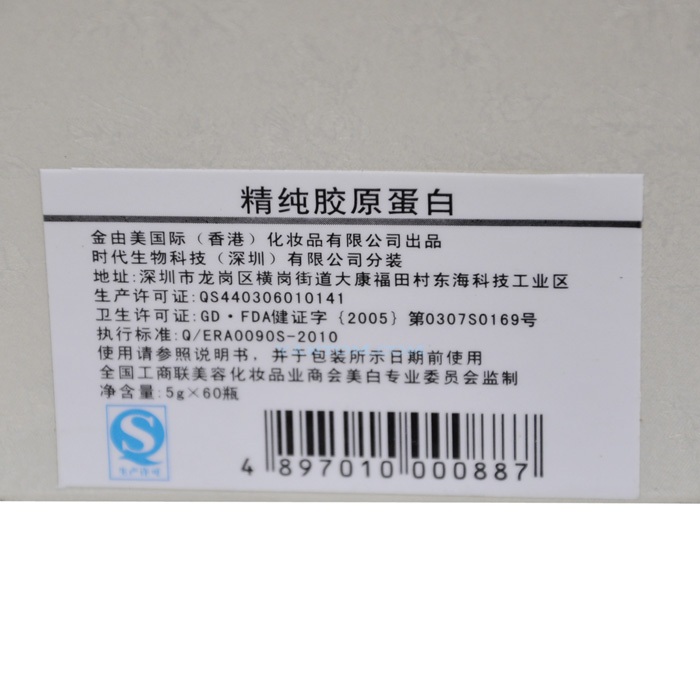 精纯胶原蛋白
金由美国际（香港）化妆品有限公司出品
时代生物科技（深圳）有限公司分装
地址:深圳市龙岗区横岗街道大康福田村东海科技工业区
生产许可证:QS440306010141
卫生许可证:GD·FDA健证字｛2005｝第0307S0169号
执行标准:Q/ERA0090S-2010
使用请参照说明书，并于包装所示日期前使用
全国工商联美容化妆品业商会美白专业委员会监制
净含量:5g×60瓶
生产许可
4 897010 000887